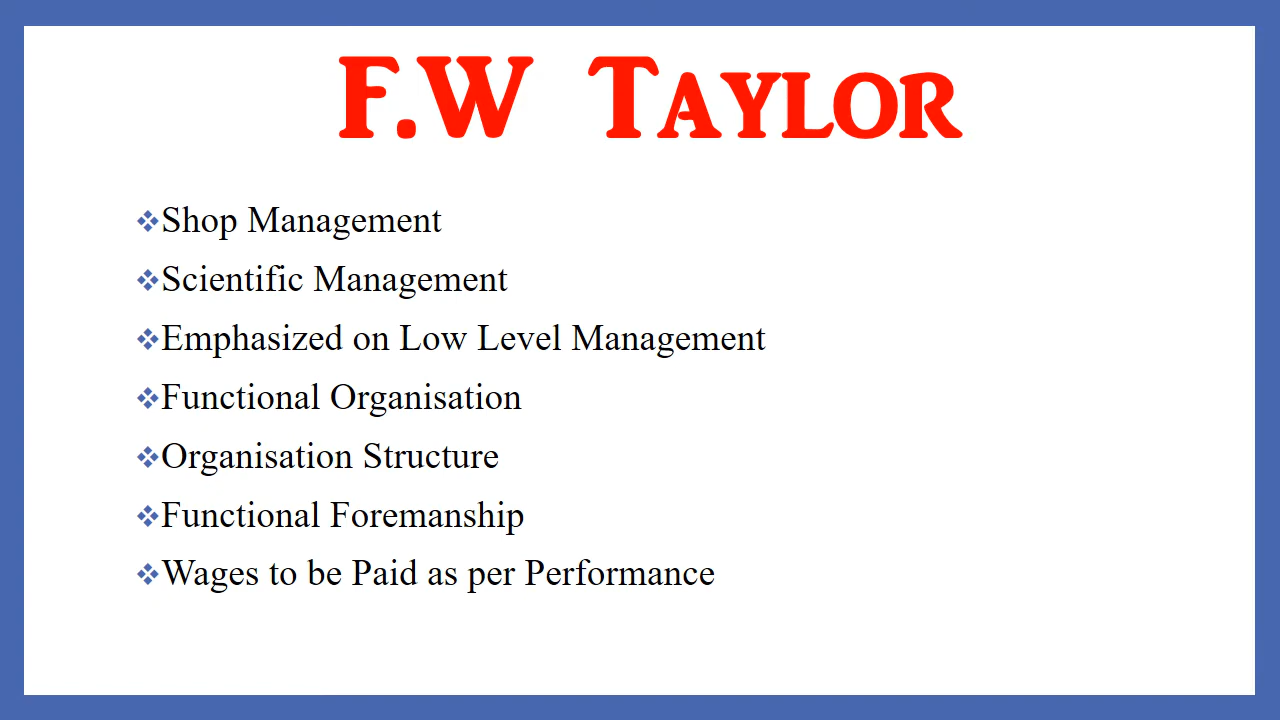 F.W Taylor
❖Shop Management
❖Scientific Management
❖Emphasized on Low Level Management
❖Functional Organisation
❖Organisation Structure
❖Functional Foremanship
❖Wages to be Paid as per Performance